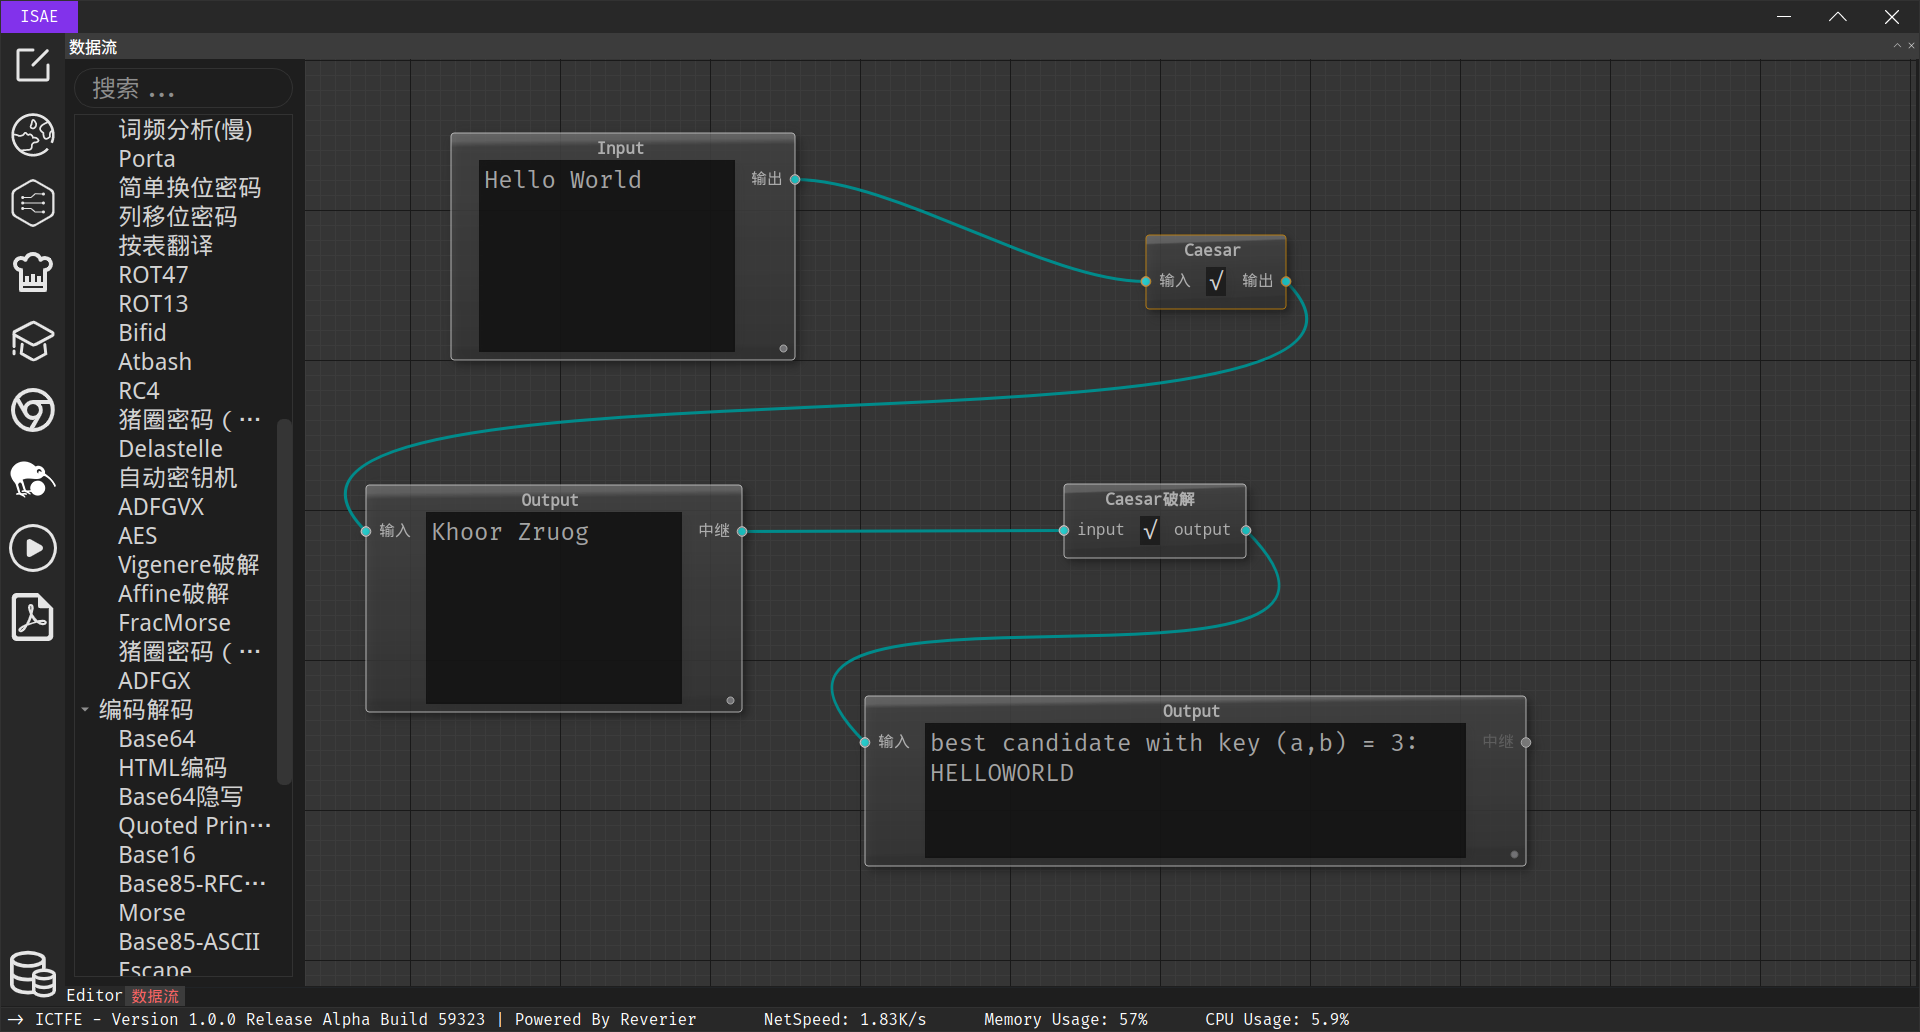 ISAE
数据流
搜索 ...
词频分析(慢)
Porta
简单换位密码
列移位密码
按表翻译
ROT47
ROT13
Bifid
Atbash
RC4
猪圈密码（…
Delastelle
自动密钥机
ADFGVX
AES
Vigenere破解
Affine破解
FracMorse
猪圈密码（…
ADFGX
编码解码
Base64
HTML编码
Base64隐写
Quoted Prin…
Base16
Base85-RFC…
Morse
Base85-ASCII
Escape
Input
Hello World
输出
Caesar
输入 √ 输出
Output
输入
Khoor Zruog
中继
Caesar破解
input √ output
Output
输入
best candidate with key (a,b) = 3:
HELLOWORLD
中继
Editor 数据流
-> ICTFE - Version 1.0.0 Release Alpha Build 59323 | Powered By Reverier NetSpeed: 1.83K/s Memory Usage: 57% CPU Usage: 5.9%